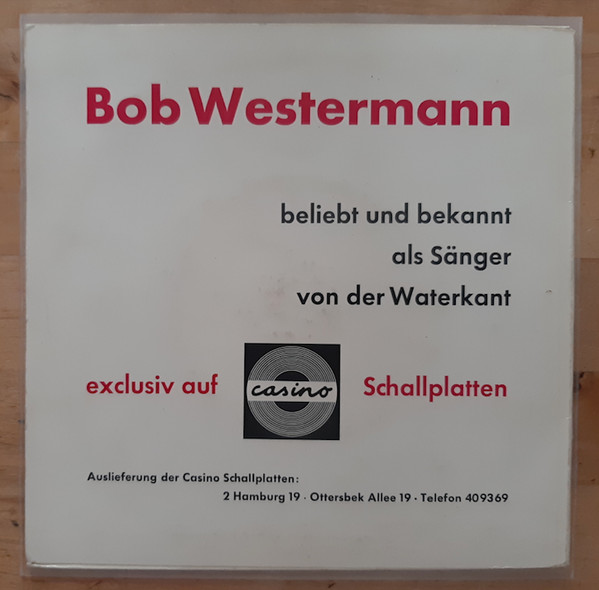 Bob Westermann
beliebt und bekannt
als Sänger
von der Waterkant
exclusiv auf casino Schallplatten
Auslieferung der Casino Schallplatten:
2 Hamburg 19 · Ottersbek Allee 19 · Telefon 409369